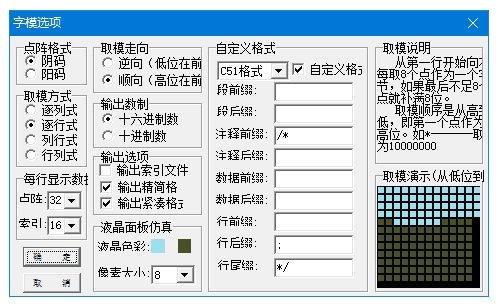 字模选项
点阵格式
阴码
阳码
取模方式
逐列式
逐行式
列行式
行列式
每行显示数据
点阵: 32
索引: 16
确 定
取 消
取模走向
逆向（低位在前
顺向（高位在前
输出数制
十六进制数
十进制数
输出选项
输出索引文件
输出精简格
输出紧凑格式
液晶面板仿真
液晶色彩:
像素大小: 8
自定义格式
C51格式 自定义格式
段前缀:
段后缀:
注释前缀: /*
注释后缀:
数据前缀:
数据后缀:
行前缀:
行后缀: ;
行尾缀: */
取模说明
从第一行开始向
每取8个点作为一个
节，如果最后不足8
点就补满8位。
取模顺序是从高
低，即第一个点作为
高位。如*———取
为10000000
取模演示(从低位到